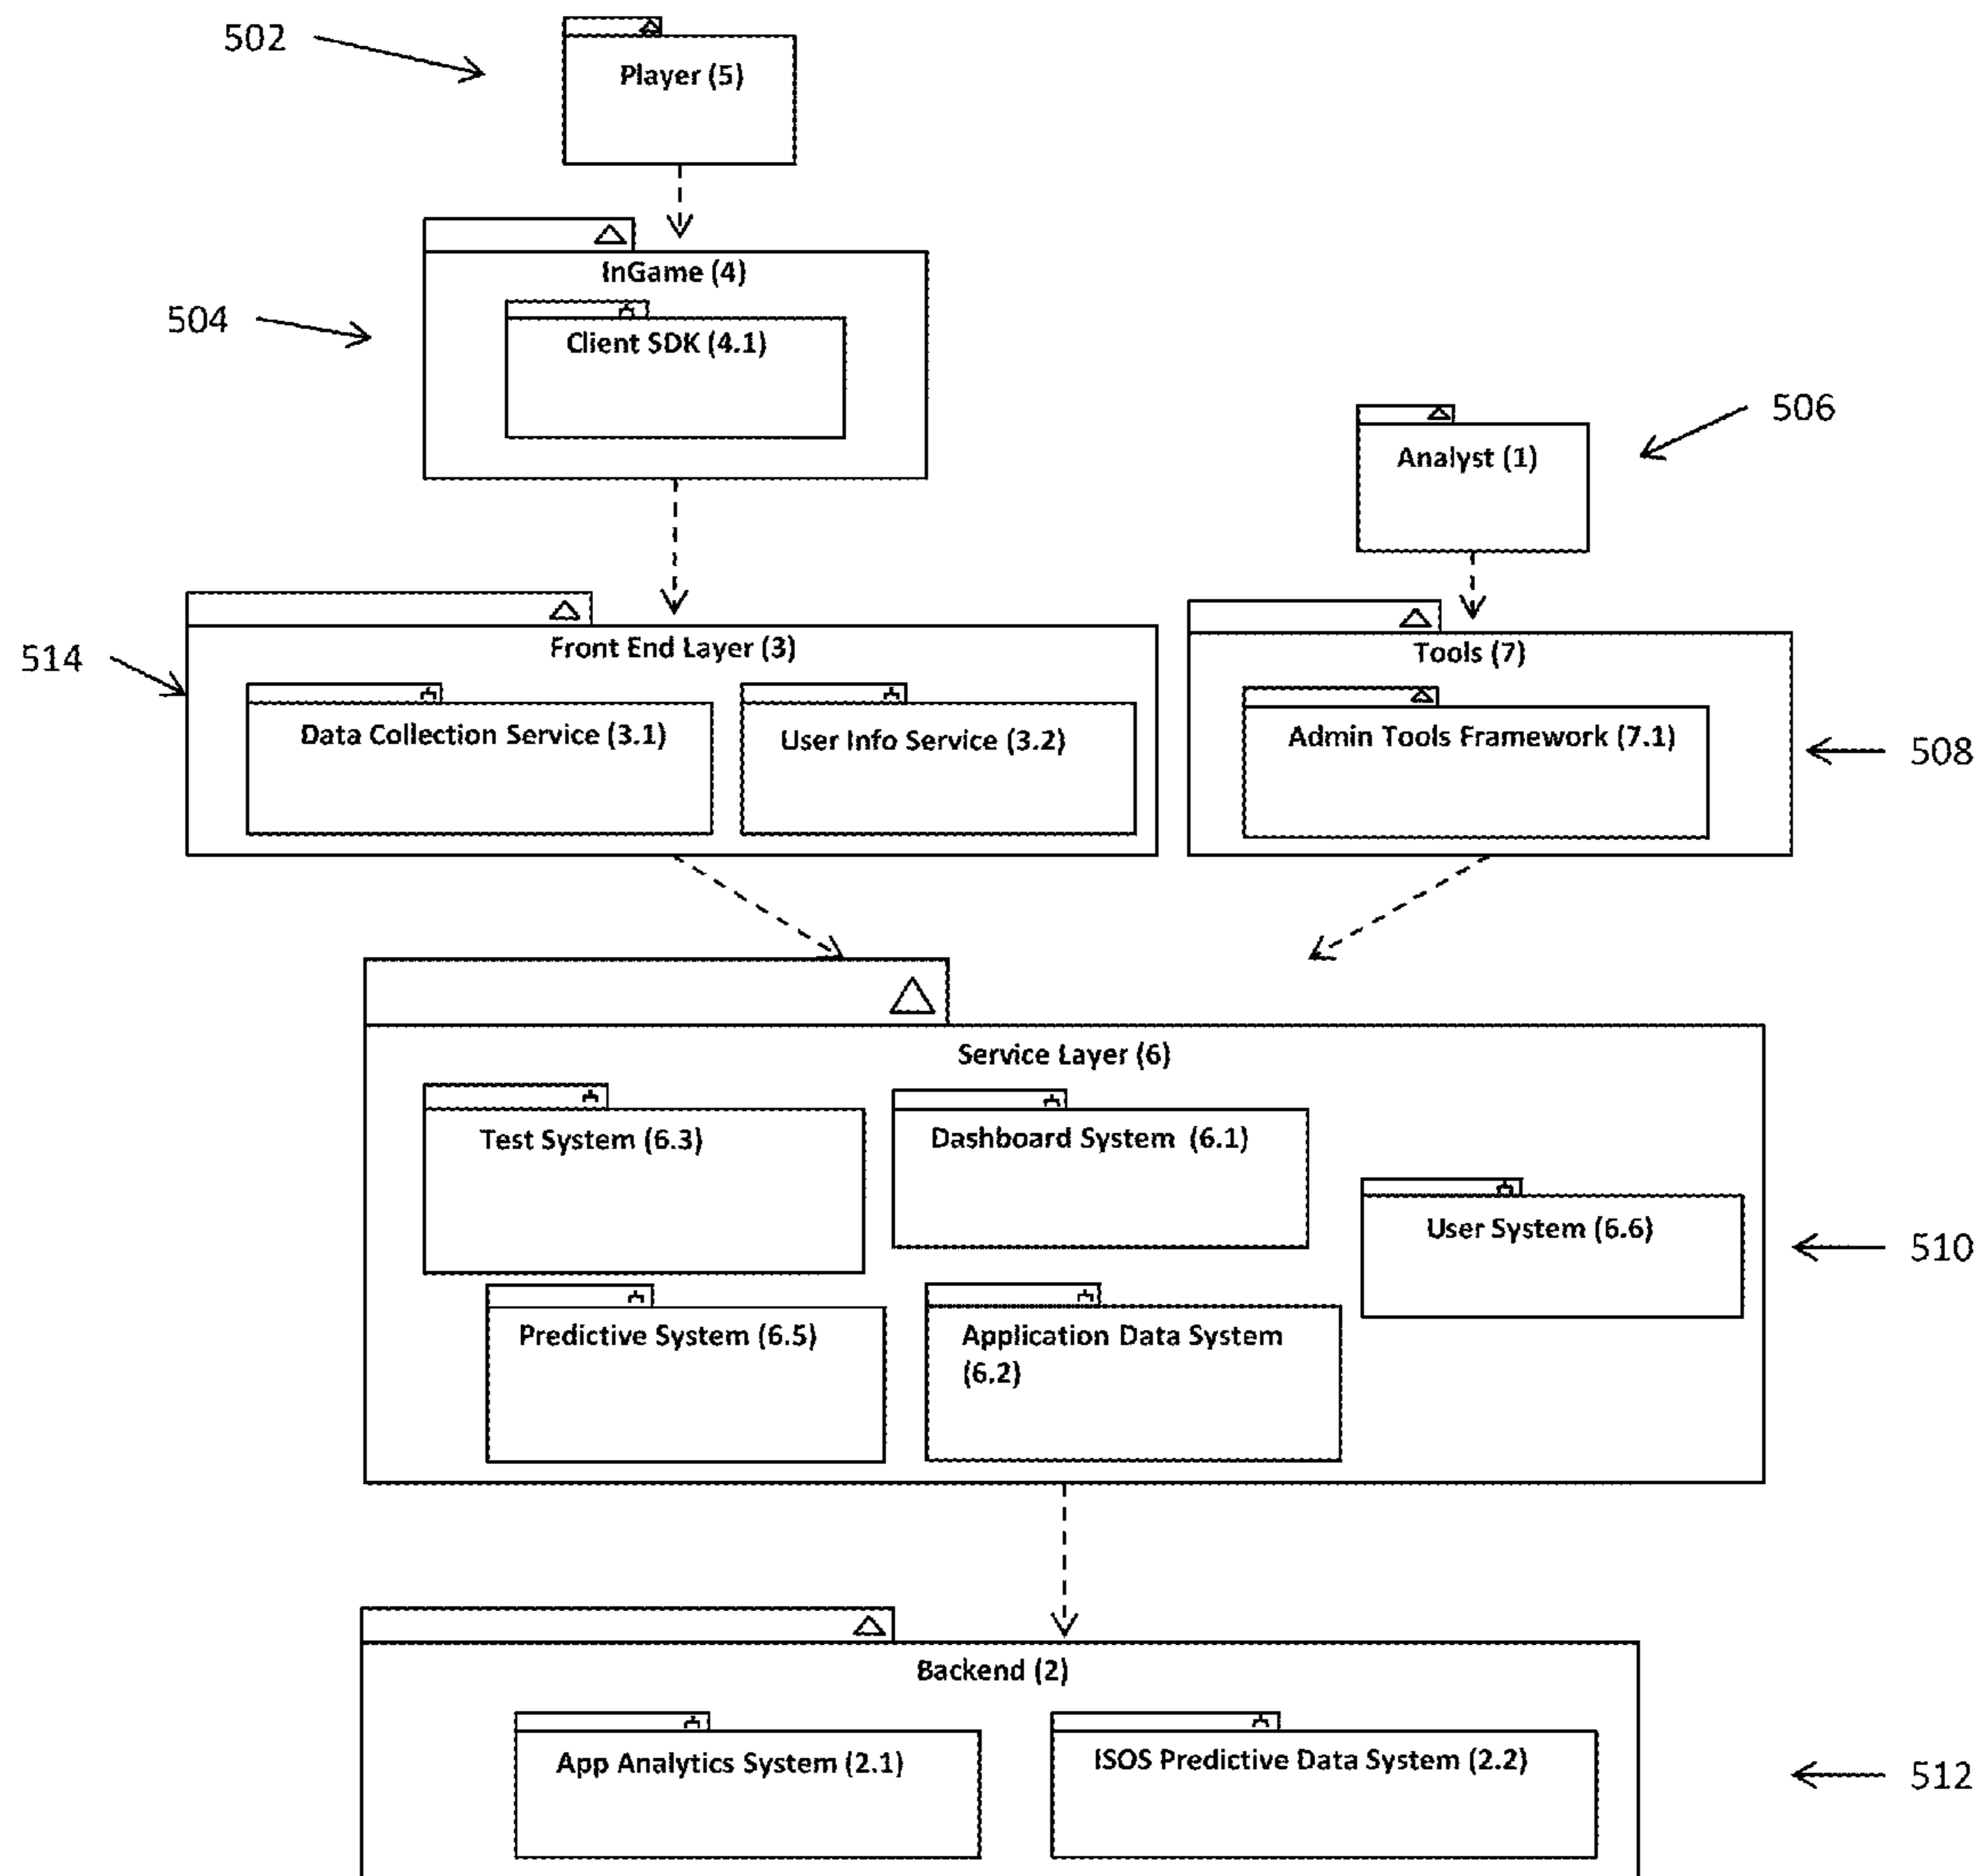 502
Player (5)
InGame (4)
504
Client SDK (4.1)
506
Analyst (1)
514
Front End Layer (3)
Tools (7)
Data Collection Service (3.1)
User Info Service (3.2)
Admin Tools Framework (7.1)
508
Service Layer (6)
Test System (6.3)
Dashboard System (6.1)
User System (6.6)
510
Predictive System (6.5)
Application Data System
(6.2)
Backend (2)
App Analytics System (2.1)
ISOS Predictive Data System (2.2)
512